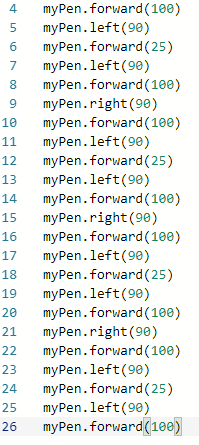 4 myPen.forward(100)
5 myPen.left(90)
6 myPen.forward(25)
7 myPen.left(90)
8 myPen.forward(100)
9 myPen.right(90)
10 myPen.forward(100)
11 myPen.left(90)
12 myPen.forward(25)
13 myPen.left(90)
14 myPen.forward(100)
15 myPen.right(90)
16 myPen.forward(100)
17 myPen.left(90)
18 myPen.forward(25)
19 myPen.left(90)
20 myPen.forward(100)
21 myPen.right(90)
22 myPen.forward(100)
23 myPen.left(90)
24 myPen.forward(25)
25 myPen.left(90)
26 myPen.forward(100)